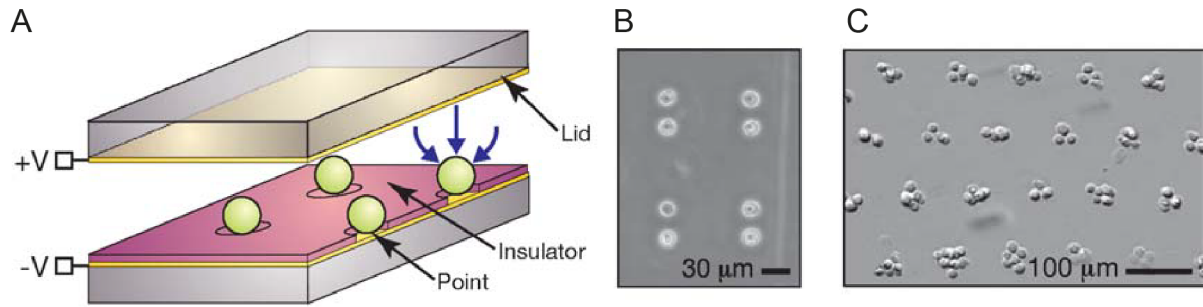 A
B
C
Lid
+V
Insulator
-V
Point
30 μm
100 μm